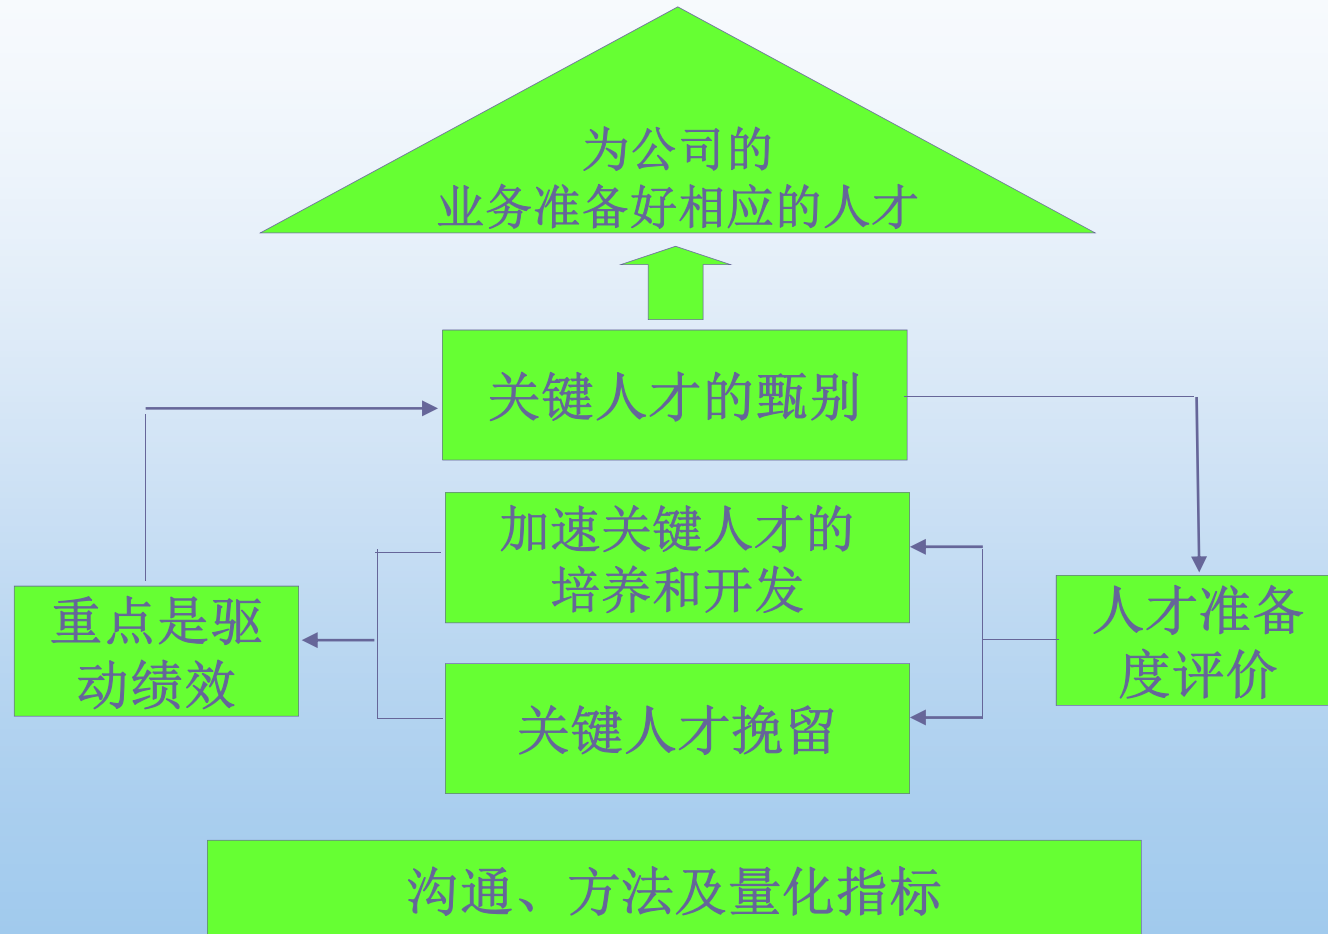 为公司的
业务准备好相应的人才
关键人才的甄别
加速关键人才的
培养和开发
重点是驱
动绩效
人才准备
度评价
关键人才挽留
沟通、方法及量化指标